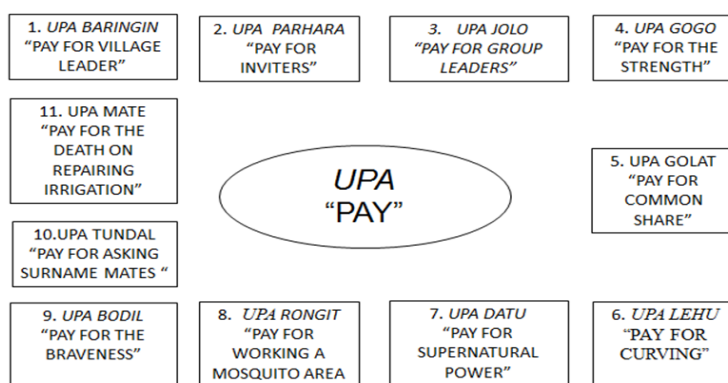 1. UPA BARINGIN
“PAY FOR VILLAGE
LEADER”
2. UPA PARHARA
“PAY FOR
INVITERS”
3. UPA JOLO
“PAY FOR GROUP
LEADERS”
4. UPA GOGO
“PAY FOR THE
STRENGTH”
11. UPA MATE
“PAY FOR THE
DEATH ON
REPAIRING
IRRIGATION”
UPA
“PAY”
5. UPA GOLAT
“PAY FOR
COMMON
SHARE”
10.UPA TUNDAL
“PAY FOR ASKING
SURNAME MATES “
9. UPA BODIL
“PAY FOR THE
BRAVENESS”
8. UPA RONGIT
“PAY FOR
WORKING A
MOSQUITO AREA
7. UPA DATU
“PAY FOR
SUPERNATURAL
POWER”
6. UPA LEHU
“PAY FOR
CURVING”